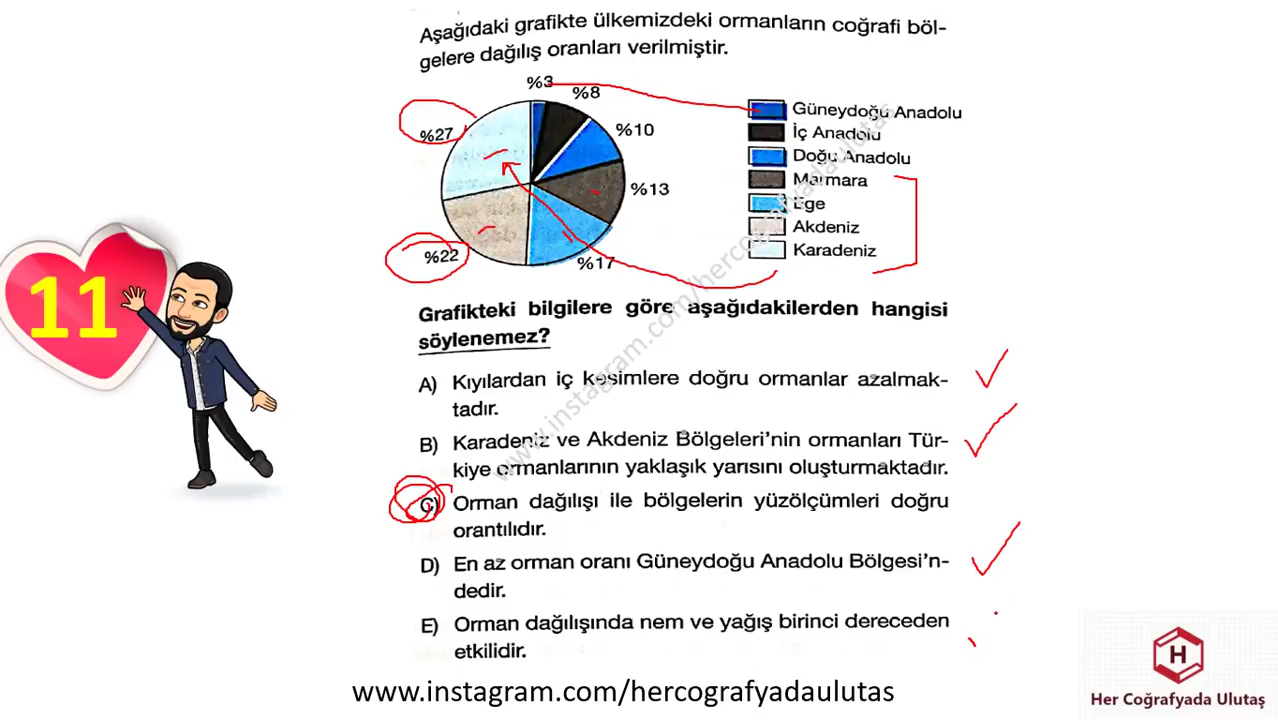 Aşağıdaki grafikte ülkemizdeki ormanların coğrafi böl-
gelere dağılış oranları verilmiştir.
%3
%8
%10
%13
%17
%22
%27
Güneydoğu Anadolu
İç Anadolu
Doğu Anadolu
Marmara
Ege
Akdeniz
Karadeniz
11
Grafikteki bilgilere göre aşağıdakilerden hangisi
söylenemez?
A) Kıyılardan iç kesimlere doğru ormanlar azalmak-
tadır.
B) Karadeniz ve Akdeniz Bölgeleri'nin ormanları Tür-
kiye ormanlarının yaklaşık yarısını oluşturmaktadır.
C) Orman dağılışı ile bölgelerin yüzölçümleri doğru
orantılıdır.
D) En az orman oranı Güneydoğu Anadolu Bölgesi'n-
dedir.
E) Orman dağılışında nem ve yağış birinci dereceden
etkilidir.
www.instagram.com/hercografyadaulutas
www.instagram.com/hercografyadaulutas
H
Her Coğrafyada Ulutaş